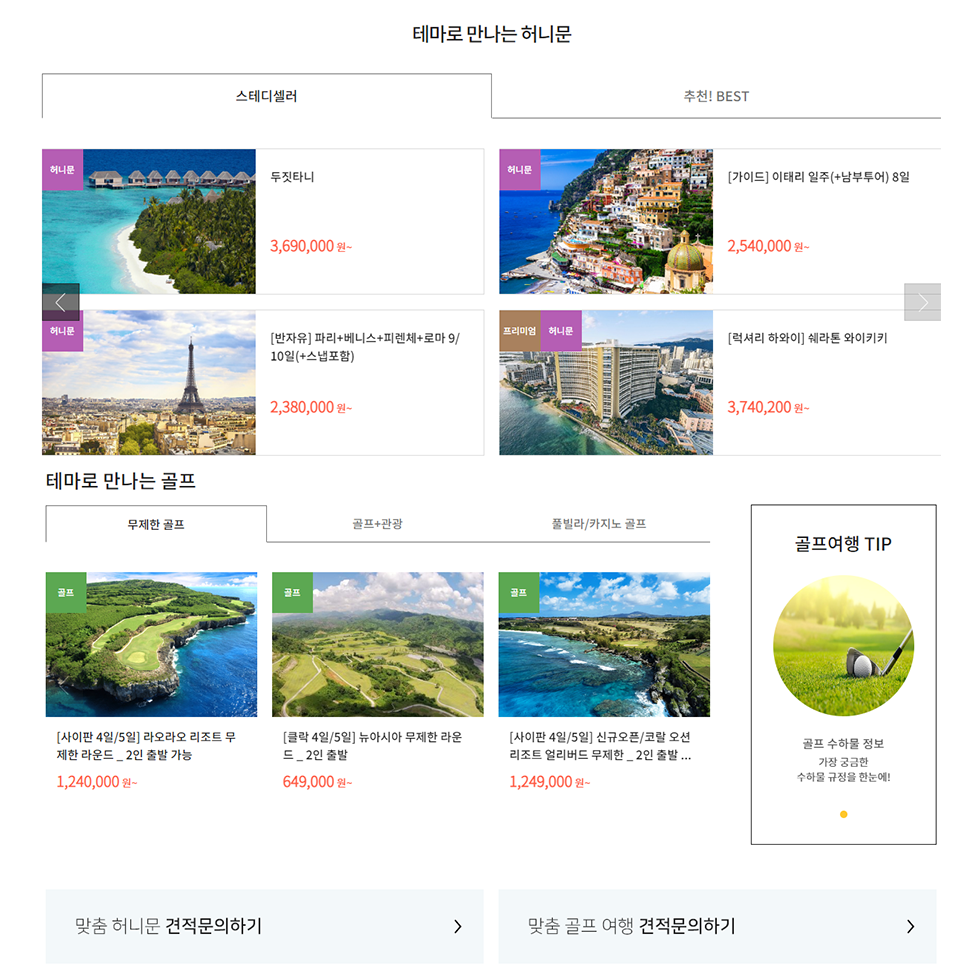 테마로 만나는 허니문
스테디셀러
추천! BEST
허니문
두짓타니
3,690,000 원~
허니문
[가이드] 이태리 일주(+남부투어) 8일
2,540,000 원~
허니문
[반자유] 파리+베니스+피렌체+로마 9/
10일(+스냅포함)
2,380,000 원~
프리미엄 허니문
[럭셔리 하와이] 쉐라톤 와이키키
3,740,200 원~
테마로 만나는 골프
무제한 골프
골프+관광
풀빌라/카지노 골프
골프
[사이판 4일/5일] 라오라오 리조트 무
제한 라운드 _ 2인 출발 가능
1,240,000 원~
골프
[클락 4일/5일] 뉴아시아 무제한 라운
드 _ 2인 출발
649,000 원~
골프
[사이판 4일/5일] 신규오픈/코랄 오션
리조트 얼리버드 무제한 _ 2인 출발 ...
1,249,000 원~
골프여행 TIP
골프 수하물 정보
가장 궁금한
수하물 규정을 한눈에!
맞춤 허니문 견적문의하기
맞춤 골프 여행 견적문의하기